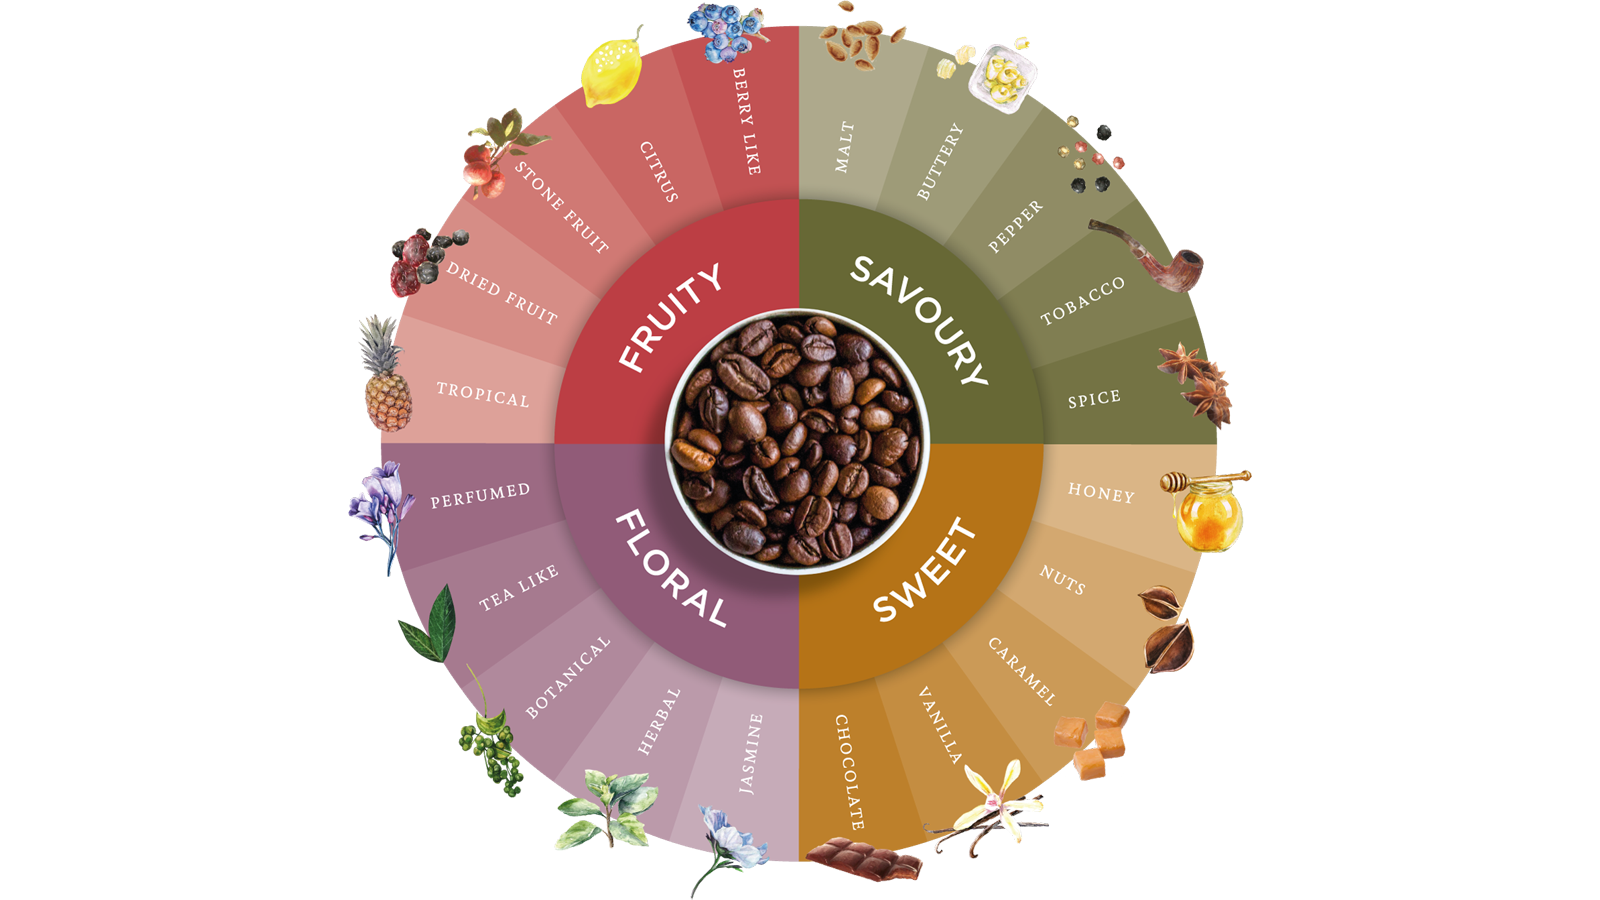 FRUITY
BERRY LIKE
CITRUS
STONE FRUIT
DRIED FRUIT
TROPICAL
SAVOURY
MALT
BUTTERY
PEPPER
TOBACCO
SPICE
SWEET
HONEY
NUTS
CARAMEL
VANILLA
CHOCOLATE
FLORAL
JASMINE
HERBAL
BOTANICAL
TEA LIKE
PERFUMED